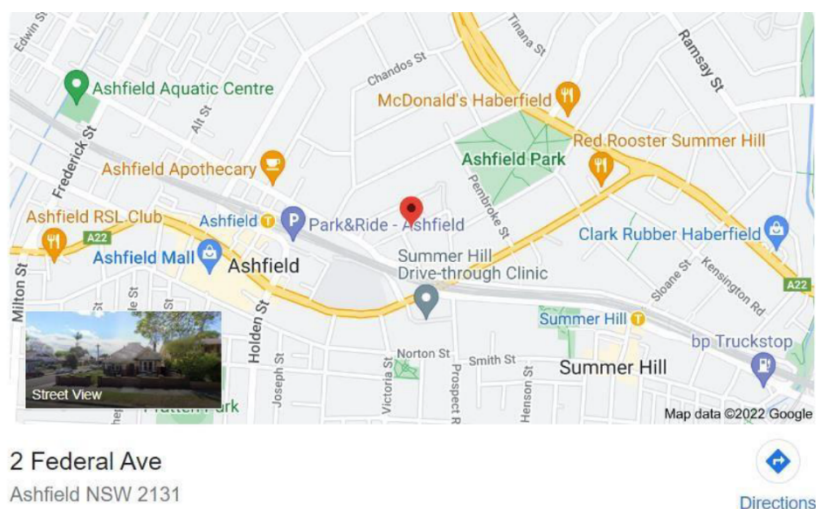 Edwin St
Tinana St
Ramsay St
Chandos St
Ashfield Aquatic Centre
McDonald's Haberfield
Alt St
Frederick St
Red Rooster Summer Hill
Ashfield Park
Ashfield Apothecary
Pembroke St
Ashfield RSL Club
Ashfield
Park&Ride - Ashfield
A22
Clark Rubber Haberfield
Ashfield Mall
Ashfield
Summer Hill
Drive-through Clinic
Sloane St
Kensington Rd
A22
Milton St
Holden St
Summer Hill
bp Truckstop
Norton St
Smith St
Summer Hill
Joseph St
Victoria St
Prospect R
Henson St
Street View
Map data ©2022 Google
2 Federal Ave
Ashfield NSW 2131
Directions